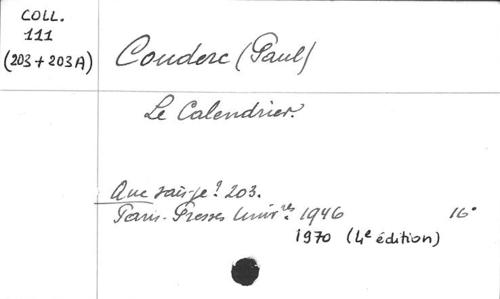 COLL.
111
(203 + 203A)
Couderc (Paul)
Le Calendrier.
Que sais-je? 203.
Paris - Presses Univ.res 1946 16°
1970 (4e édition)